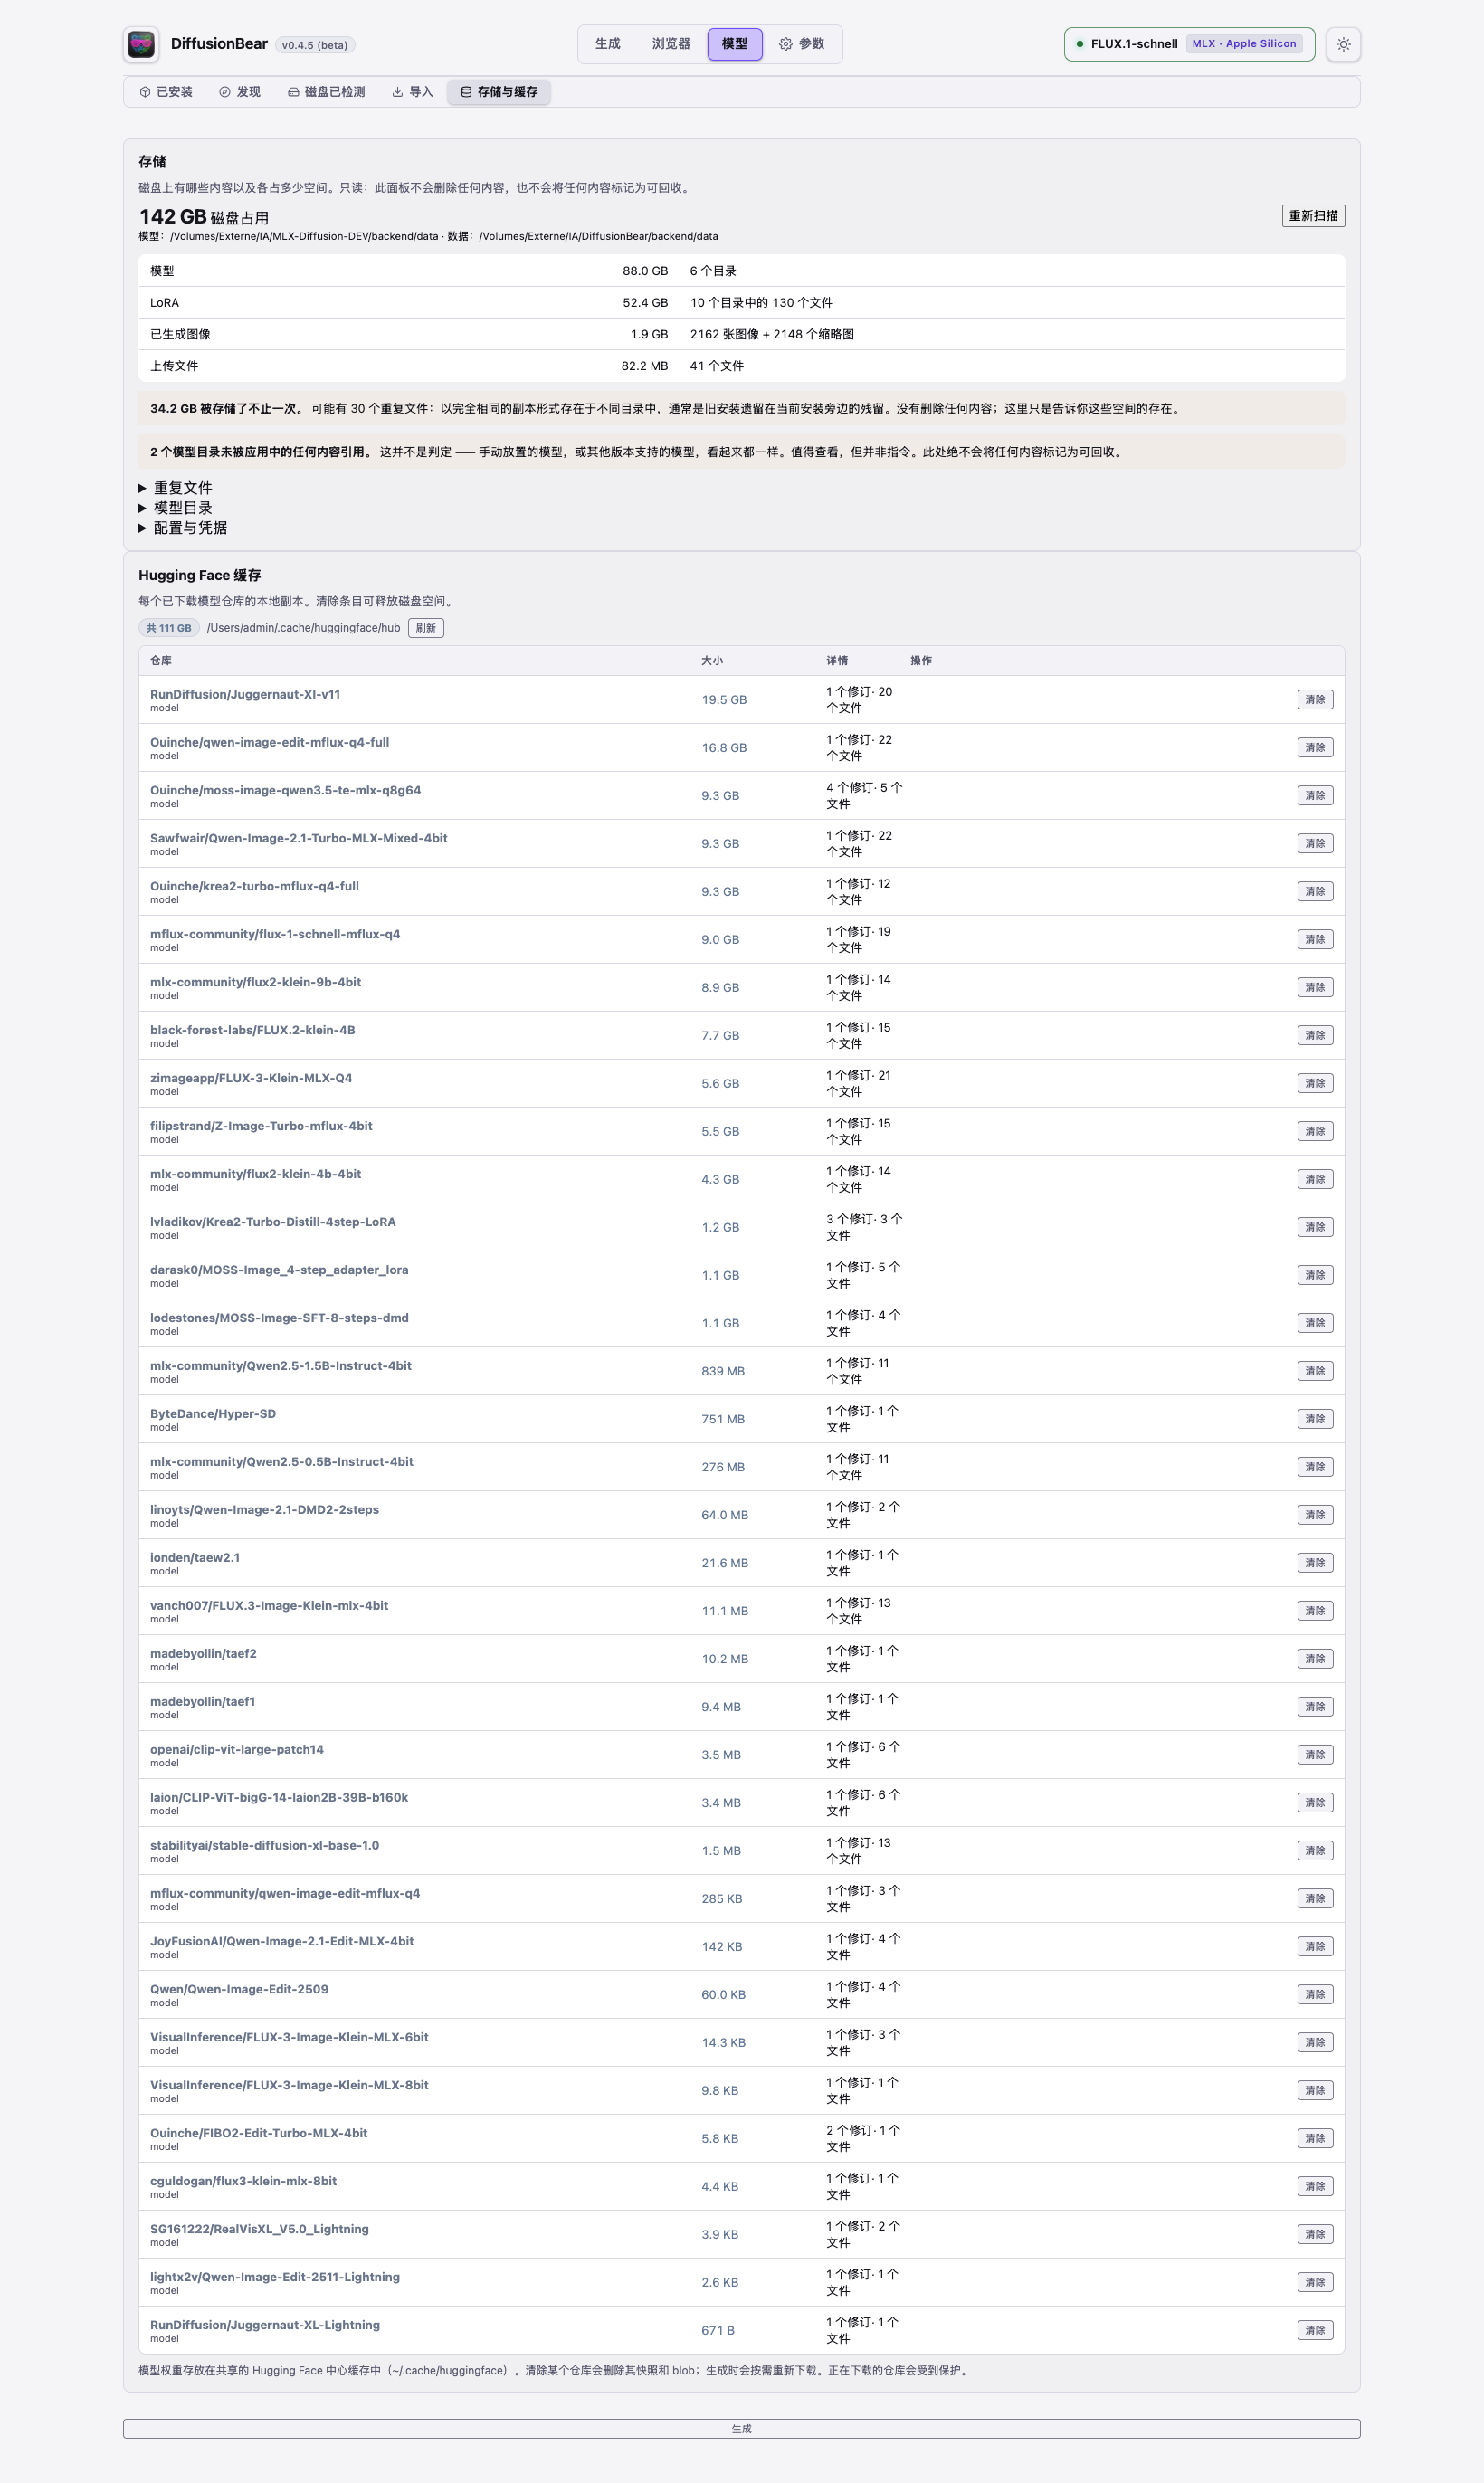 DiffusionBear v0.4.5 (beta)
生成 浏览器 模型 参数
FLUX.1-schnell MLX · Apple Silicon
已安装 发现 磁盘已检测 导入 存储与缓存
存储
磁盘上有哪些内容以及各占多少空间。只读：此面板不会删除任何内容，也不会将任何内容标记为可回收。
142 GB 磁盘占用
重新扫描
模型：/Volumes/Externe/IA/MLX-Diffusion-DEV/backend/data · 数据：/Volumes/Externe/IA/DiffusionBear/backend/data
模型 88.0 GB 6 个目录
LoRA 52.4 GB 10 个目录中的 130 个文件
已生成图像 1.9 GB 2162 张图像 + 2148 个缩略图
上传文件 82.2 MB 41 个文件
34.2 GB 被存储了不止一次。 可能有 30 个重复文件：以完全相同的副本形式存在于不同目录中，通常是旧安装遗留在当前安装旁边的残留。没有删除任何内容；这里只是告诉你这些空间的存在。
2 个模型目录未被应用中的任何内容引用。 这并不是判定 —— 手动放置的模型，或其他版本支持的模型，看起来都一样。值得查看，但并非指令。此处绝不会将任何内容标记为可回收。
▶ 重复文件
▶ 模型目录
▶ 配置与凭据
Hugging Face 缓存
每个已下载模型仓库的本地副本。清除条目可释放磁盘空间。
共 111 GB /Users/admin/.cache/huggingface/hub 刷新
仓库 大小 详情 操作
RunDiffusion/Juggernaut-XI-v11
model
19.5 GB
1 个修订· 20
个文件
清除
Ouinche/qwen-image-edit-mflux-q4-full
model
16.8 GB
1 个修订· 22
个文件
清除
Ouinche/moss-image-qwen3.5-te-mlx-q8g64
model
9.3 GB
4 个修订· 5 个
文件
清除
Sawfwair/Qwen-Image-2.1-Turbo-MLX-Mixed-4bit
model
9.3 GB
1 个修订· 22
个文件
清除
Ouinche/krea2-turbo-mflux-q4-full
model
9.3 GB
1 个修订· 12
个文件
清除
mflux-community/flux-1-schnell-mflux-q4
model
9.0 GB
1 个修订· 19
个文件
清除
mlx-community/flux2-klein-9b-4bit
model
8.9 GB
1 个修订· 14
个文件
清除
black-forest-labs/FLUX.2-klein-4B
model
7.7 GB
1 个修订· 15
个文件
清除
zimageapp/FLUX-3-Klein-MLX-Q4
model
5.6 GB
1 个修订· 21
个文件
清除
filipstrand/Z-Image-Turbo-mflux-4bit
model
5.5 GB
1 个修订· 15
个文件
清除
mlx-community/flux2-klein-4b-4bit
model
4.3 GB
1 个修订· 14
个文件
清除
lvladikov/Krea2-Turbo-Distill-4step-LoRA
model
1.2 GB
3 个修订· 3 个
文件
清除
darask0/MOSS-Image_4-step_adapter_lora
model
1.1 GB
1 个修订· 5 个
文件
清除
lodestones/MOSS-Image-SFT-8-steps-dmd
model
1.1 GB
1 个修订· 4 个
文件
清除
mlx-community/Qwen2.5-1.5B-Instruct-4bit
model
839 MB
1 个修订· 11
个文件
清除
ByteDance/Hyper-SD
model
751 MB
1 个修订· 1 个
文件
清除
mlx-community/Qwen2.5-0.5B-Instruct-4bit
model
276 MB
1 个修订· 11
个文件
清除
linoyts/Qwen-Image-2.1-DMD2-2steps
model
64.0 MB
1 个修订· 2 个
文件
清除
ionden/taew2.1
model
21.6 MB
1 个修订· 1 个
文件
清除
vanch007/FLUX.3-Image-Klein-mlx-4bit
model
11.1 MB
1 个修订· 13
个文件
清除
madebyollin/taef2
model
10.2 MB
1 个修订· 1 个
文件
清除
madebyollin/taef1
model
9.4 MB
1 个修订· 1 个
文件
清除
openai/clip-vit-large-patch14
model
3.5 MB
1 个修订· 6 个
文件
清除
laion/CLIP-ViT-bigG-14-laion2B-39B-b160k
model
3.4 MB
1 个修订· 6 个
文件
清除
stabilityai/stable-diffusion-xl-base-1.0
model
1.5 MB
1 个修订· 13
个文件
清除
mflux-community/qwen-image-edit-mflux-q4
model
285 KB
1 个修订· 3 个
文件
清除
JoyFusionAI/Qwen-Image-2.1-Edit-MLX-4bit
model
142 KB
1 个修订· 4 个
文件
清除
Qwen/Qwen-Image-Edit-2509
model
60.0 KB
1 个修订· 4 个
文件
清除
VisualInference/FLUX-3-Image-Klein-MLX-6bit
model
14.3 KB
1 个修订· 3 个
文件
清除
VisualInference/FLUX-3-Image-Klein-MLX-8bit
model
9.8 KB
1 个修订· 1 个
文件
清除
Ouinche/FIBO2-Edit-Turbo-MLX-4bit
model
5.8 KB
2 个修订· 1 个
文件
清除
cguldogan/flux3-klein-mlx-8bit
model
4.4 KB
1 个修订· 1 个
文件
清除
SG161222/RealVisXL_V5.0_Lightning
model
3.9 KB
1 个修订· 2 个
文件
清除
lightx2v/Qwen-Image-Edit-2511-Lightning
model
2.6 KB
1 个修订· 1 个
文件
清除
RunDiffusion/Juggernaut-XL-Lightning
model
671 B
1 个修订· 1 个
文件
清除
模型权重存放在共享的 Hugging Face 中心缓存中（~/.cache/huggingface）。清除某个仓库会删除其快照和 blob；生成时会按需重新下载。正在下载的仓库会受到保护。
生成